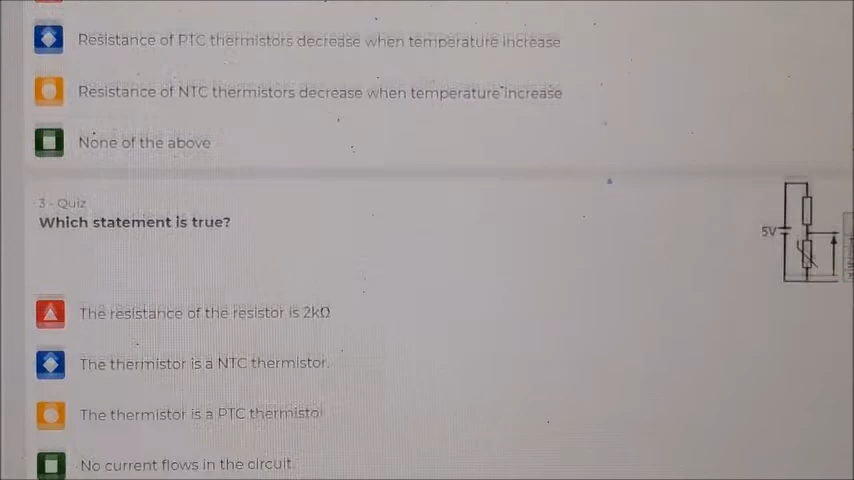 Resistance of PTC thermistors decrease when temperature increase
Resistance of NTC thermistors decrease when temperature increase
None of the above
3 - Quiz
Which statement is true?
5V
The resistance of the resistor is 2kΩ
The thermistor is a NTC thermistor.
The thermistor is a PTC thermistor
No current flows in the circuit.